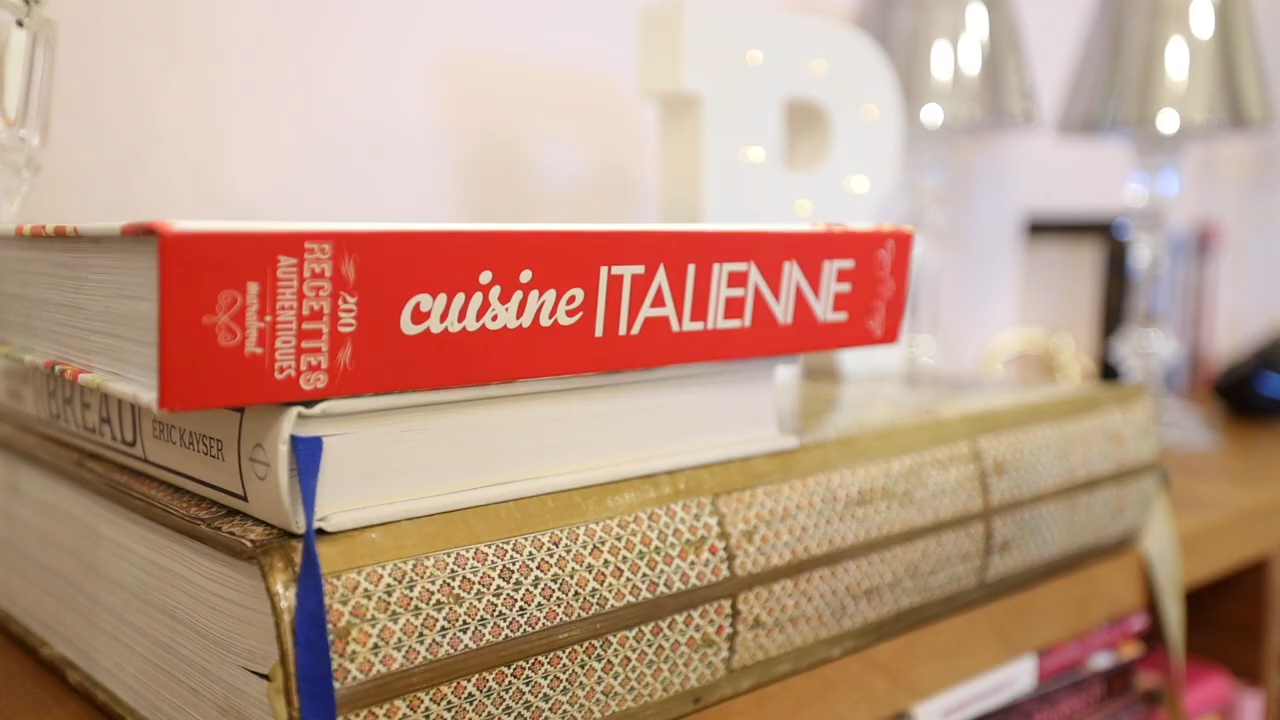 cuisine ITALIENNE
200
RECETTES
AUTHENTIQUES
marabout
BREAD
ERIC KAYSER
R